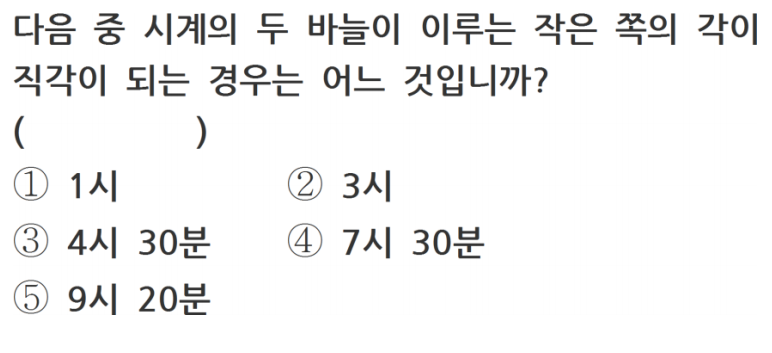 다음 중 시계의 두 바늘이 이루는 작은 쪽의 각이
직각이 되는 경우는 어느 것입니까?
(          )
① 1시 ② 3시
③ 4시 30분 ④ 7시 30분
⑤ 9시 20분